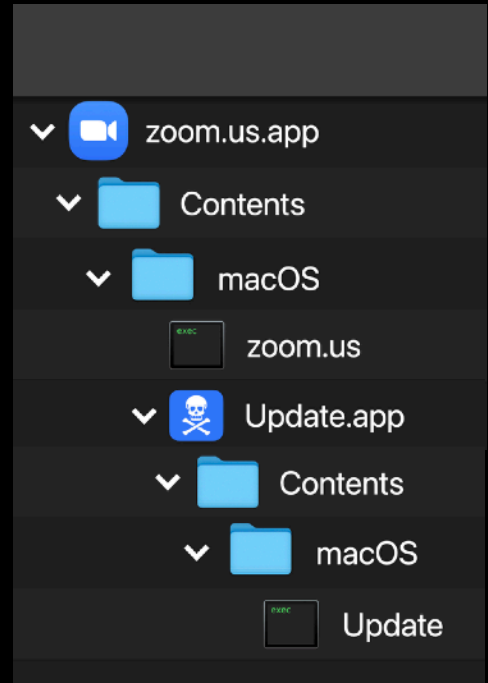 zoom.us.app
Contents
macOS
exec
zoom.us
Update.app
Contents
macOS
exec
Update